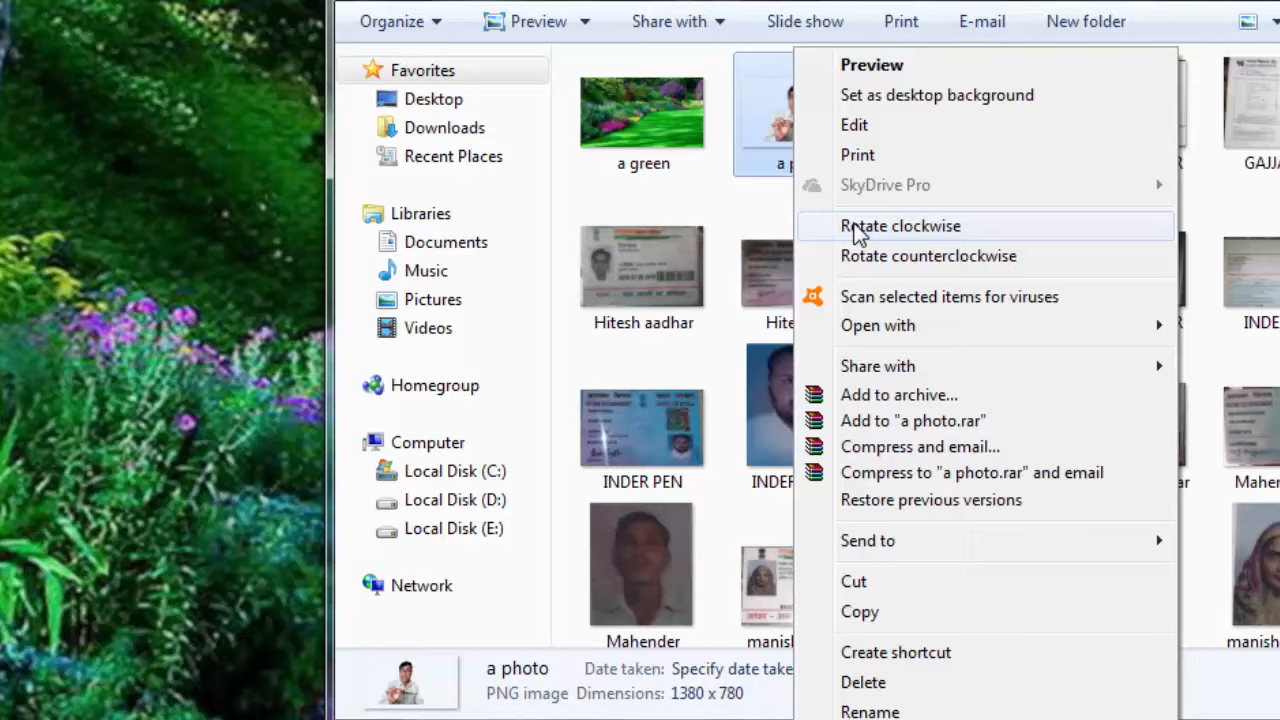 Organize Preview Share with Slide show Print E-mail New folder
Favorites
Desktop
Downloads
Recent Places
Libraries
Documents
Music
Pictures
Videos
Homegroup
Computer
Local Disk (C:)
Local Disk (D:)
Local Disk (E:)
Network
a green
Hitesh aadhar
INDER PEN
INDE
Mahender
manish
GAJJA
INDE
Maher
manish
Preview
Set as desktop background
Edit
Print
SkyDrive Pro
Rotate clockwise
Rotate counterclockwise
Scan selected items for viruses
Open with
Share with
Add to archive...
Add to "a photo.rar"
Compress and email...
Compress to "a photo.rar" and email
Restore previous versions
Send to
Cut
Copy
Create shortcut
Delete
Rename
a photo Date taken: Specify date take
PNG image Dimensions: 1380 x 780